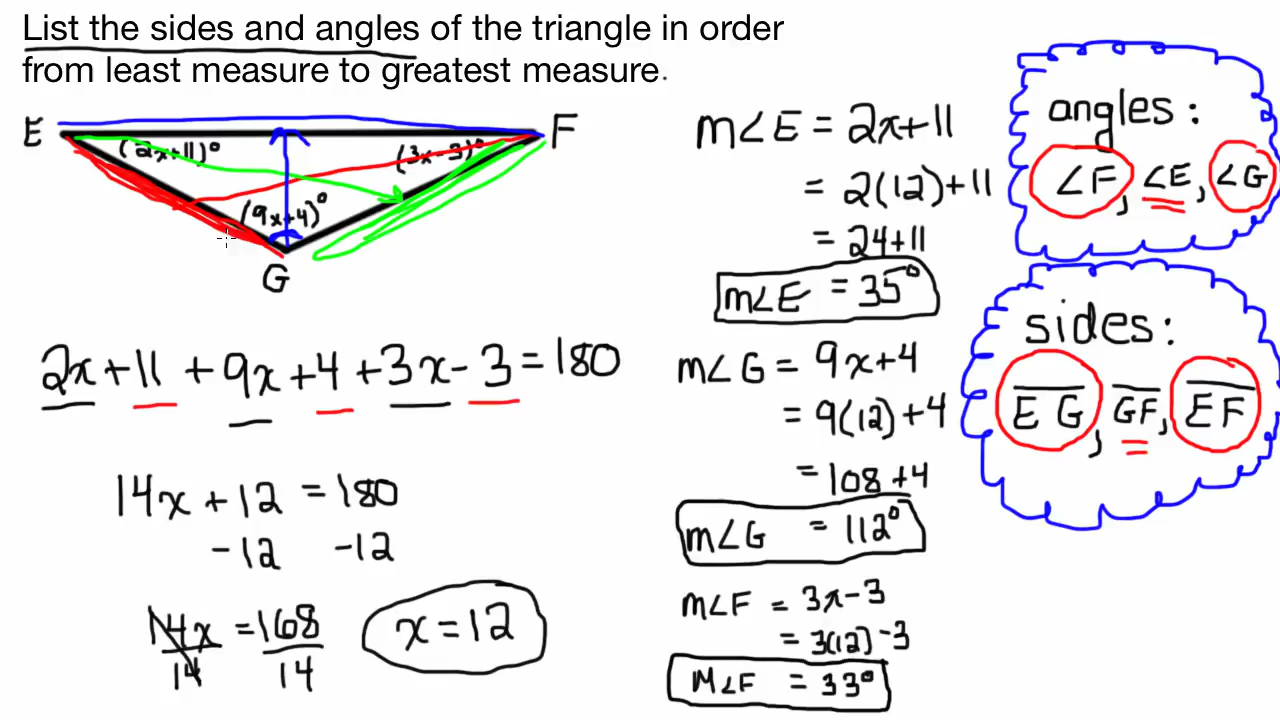 List the sides and angles of the triangle in order
from least measure to greatest measure.
E
F
(2x+11)°
(3x-3)°
(9x+4)°
G
2x+11 + 9x+4 + 3x-3 = 180
14x + 12 = 180
-12 -12
14x = 168
14 14
x = 12
m∠E = 2x+11
= 2(12)+11
= 24+11
m∠E = 35°
m∠G = 9x+4
= 9(12)+4
= 108+4
m∠G = 112°
m∠F = 3x-3
= 3(12)-3
m∠F = 33°
angles:
∠F, ∠E, ∠G
sides:
EG, GF, EF